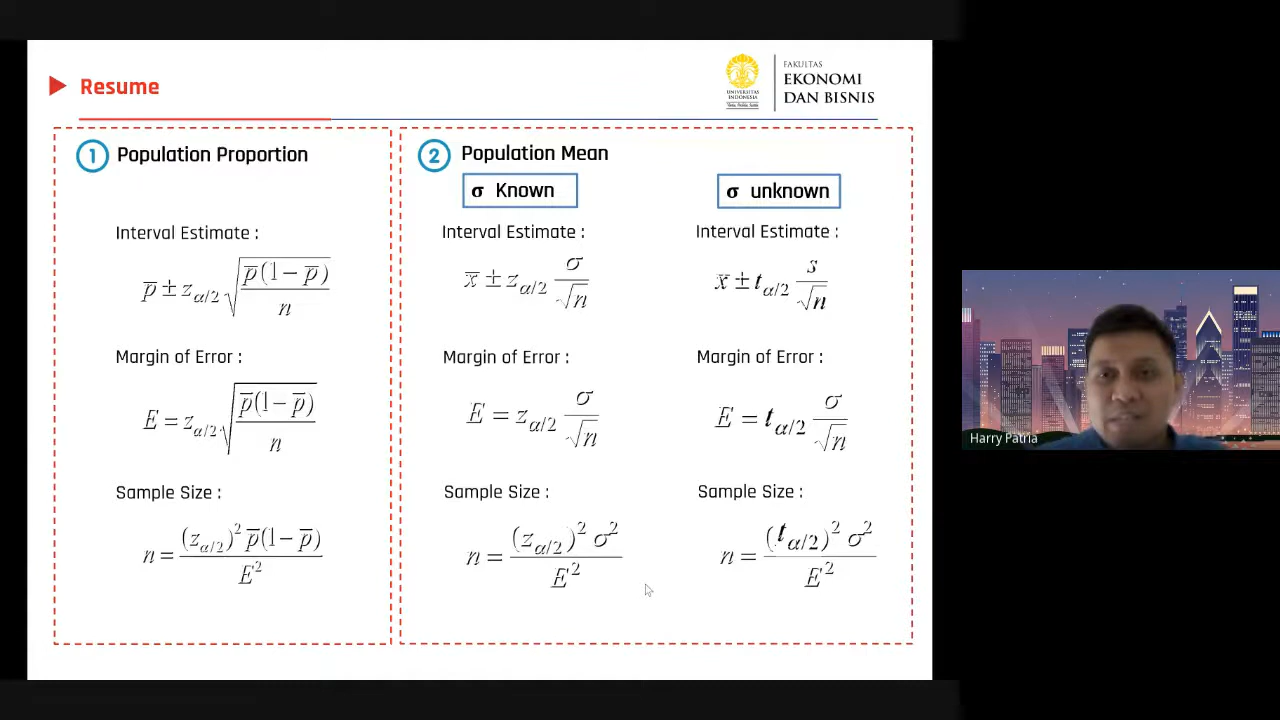 Resume
UNIVERSITAS
INDONESIA
FAKULTAS
EKONOMI
DAN BISNIS
1 Population Proportion
Interval Estimate :
p̅ ± z_{α/2} √(p̅(1 − p̅) / n)
Margin of Error :
E = z_{α/2} √(p̅(1 − p̅) / n)
Sample Size :
n = (z_{α/2})² p̅(1 − p̅) / E²
2 Population Mean
σ Known
Interval Estimate :
x̅ ± z_{α/2} σ / √n
Margin of Error :
E = z_{α/2} σ / √n
Sample Size :
n = (z_{α/2})² σ² / E²
σ unknown
Interval Estimate :
x̅ ± t_{α/2} s / √n
Margin of Error :
E = t_{α/2} σ / √n
Sample Size :
n = (t_{α/2})² σ² / E²
Harry Patria